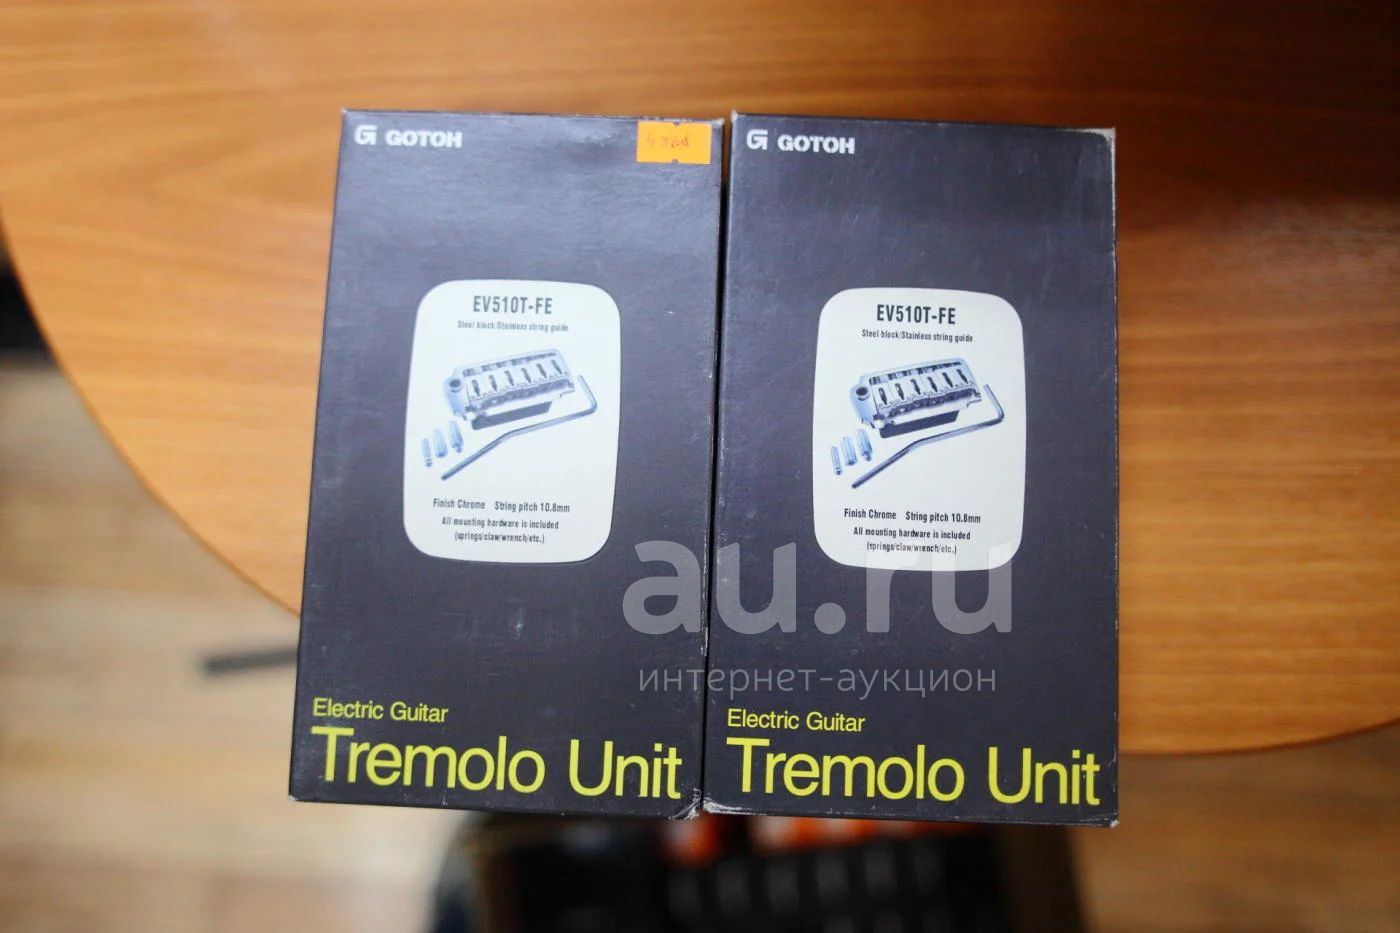 GOTOH
EV510T-FE
Steel block/Stainless string guide
Finish Chrome String pitch 10.8mm
All mounting hardware is included
(springs/claw/wrench/etc.)
Electric Guitar
Tremolo Unit
GOTOH
EV510T-FE
Steel block/Stainless string guide
Finish Chrome String pitch 10.8mm
All mounting hardware is included
(springs/claw/wrench/etc.)
Electric Guitar
Tremolo Unit
au.ru
интернет-аукцион